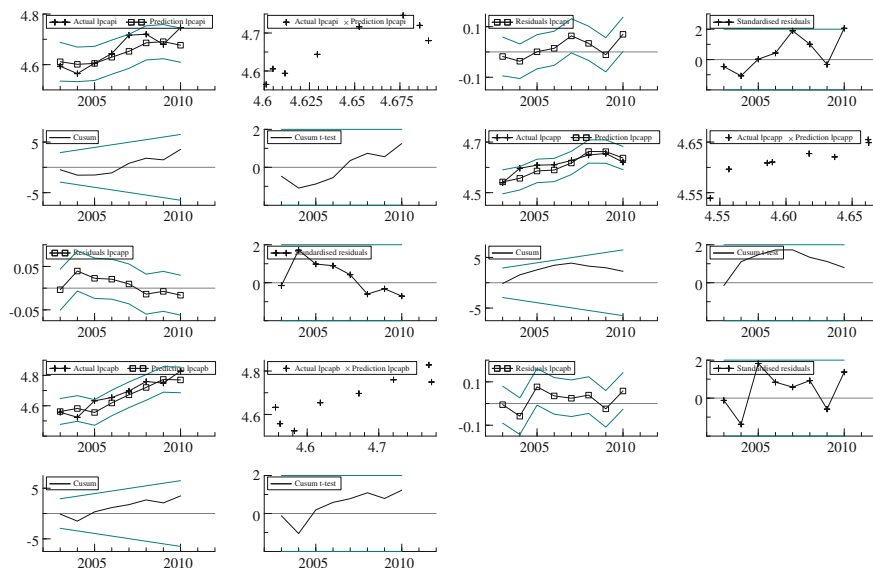 Actual lpcapi Prediction lpcapi
4.6
2005 2010
Actual lpcapi Prediction lpcapi
4.7
4.6
4.6 4.625 4.65 4.675
Residuals lpcapi
0.1
-0.1
2005 2010
Standardised residuals
2
0
2005 2010
Cusum
5
-5
2005 2010
Cusum t-test
2
0
2005 2010
Actual lpcapp Prediction lpcapp
4.6
4.5
2005 2010
Actual lpcapp Prediction lpcapp
4.65
4.55
4.55 4.60 4.65
Residuals lpcapp
0.05
-0.05
2005 2010
Standardised residuals
2
0
2005 2010
Cusum
5
-5
2005 2010
Cusum t-test
2
0
2005 2010
Actual lpcapb Prediction lpcapb
4.8
4.6
2005 2010
Actual lpcapb Prediction lpcapb
4.8
4.6
4.6 4.7
Residuals lpcapb
0.1
-0.1
2005 2010
Standardised residuals
2
0
2005 2010
Cusum
5
-5
2005 2010
Cusum t-test
2
0
2005 2010